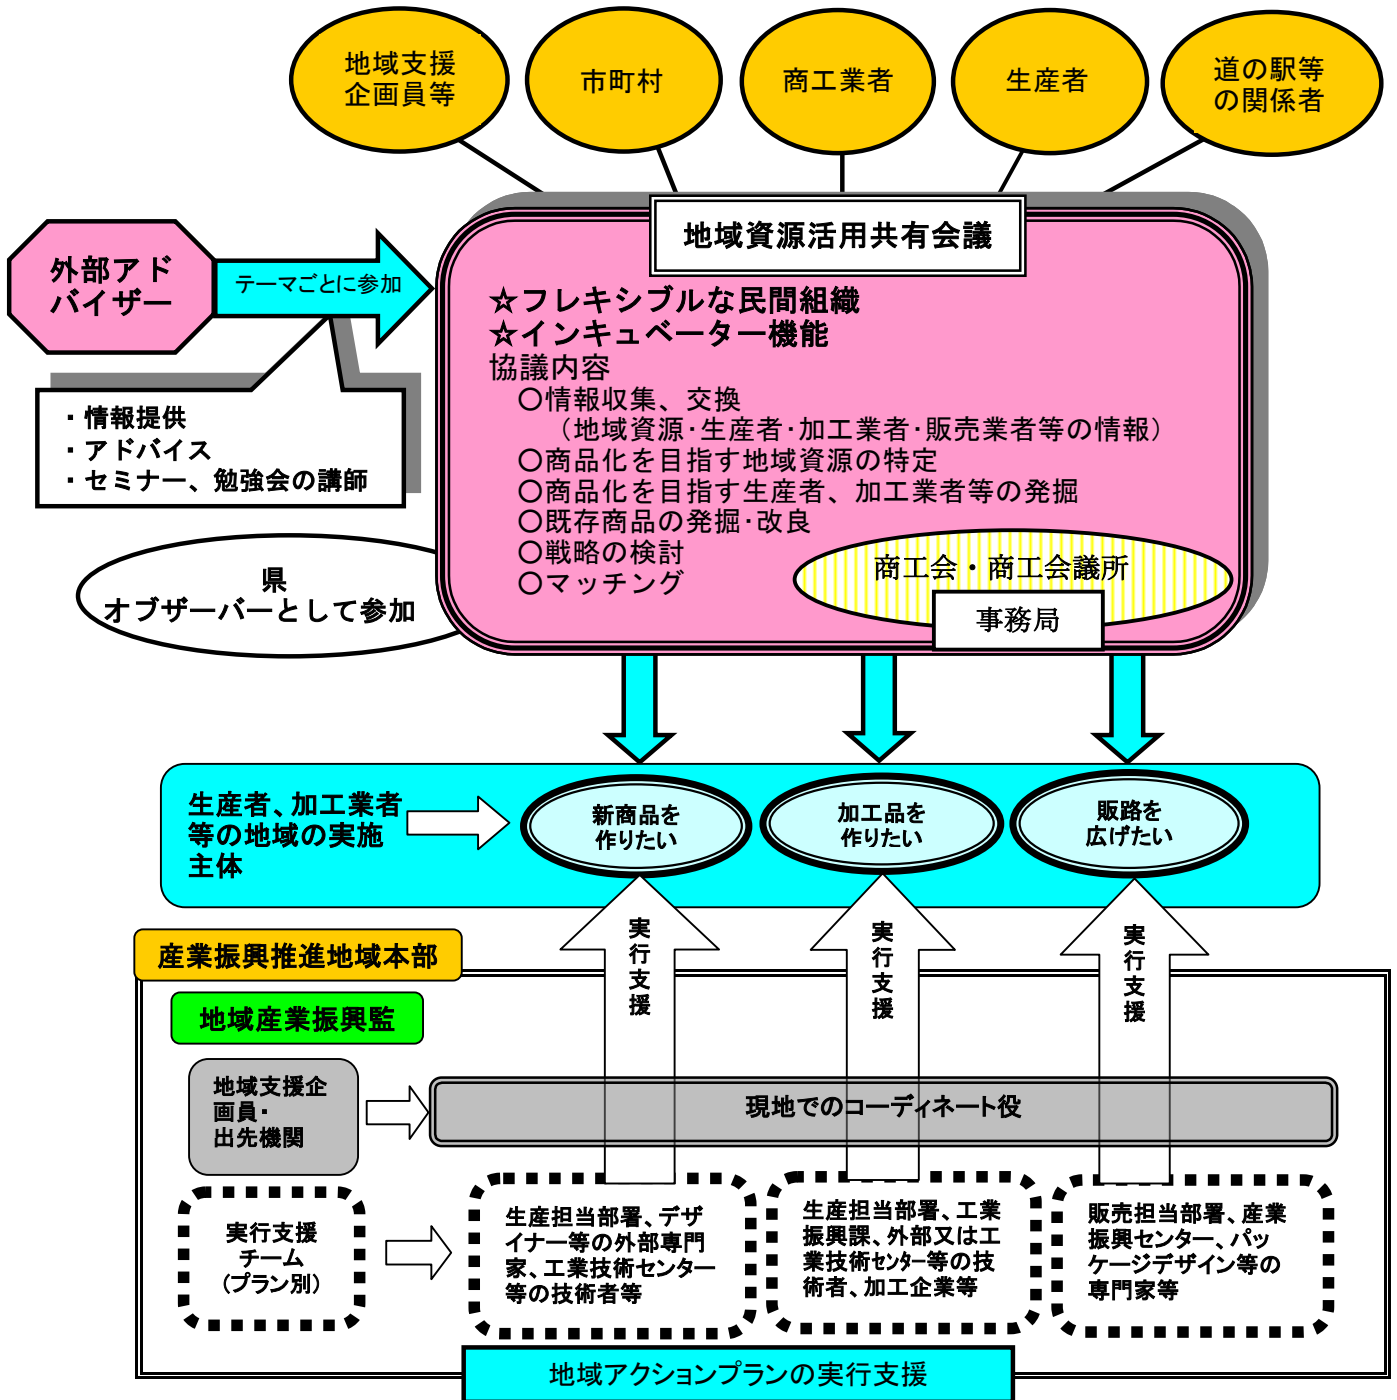 地域支援
企画員等
市町村
商工業者
生産者
道の駅等
の関係者
地域資源活用共有会議
外部アド
バイザー
テーマごとに参加
☆フレキシブルな民間組織
☆インキュベーター機能
協議内容
○情報収集、交換
（地域資源･生産者･加工業者･販売業者等の情報）
○商品化を目指す地域資源の特定
○商品化を目指す生産者、加工業者等の発掘
○既存商品の発掘･改良
○戦略の検討
○マッチング
・情報提供
・アドバイス
・セミナー、勉強会の講師
県
オブザーバーとして参加
商工会・商工会議所
事務局
生産者、加工業者
等の地域の実施
主体
新商品を
作りたい
加工品を
作りたい
販路を
広げたい
実行支援
実行支援
実行支援
産業振興推進地域本部
地域産業振興監
地域支援企
画員･
出先機関
現地でのコーディネート役
実行支援
チーム
（プラン別）
生産担当部署、デザ
イナー等の外部専門
家、工業技術センター
等の技術者等
生産担当部署、工業
振興課、外部又は工
業技術ｾﾝﾀｰ等の技
術者、加工企業等
販売担当部署、産業
振興センター、パッ
ケージデザイン等の
専門家等
地域アクションプランの実行支援